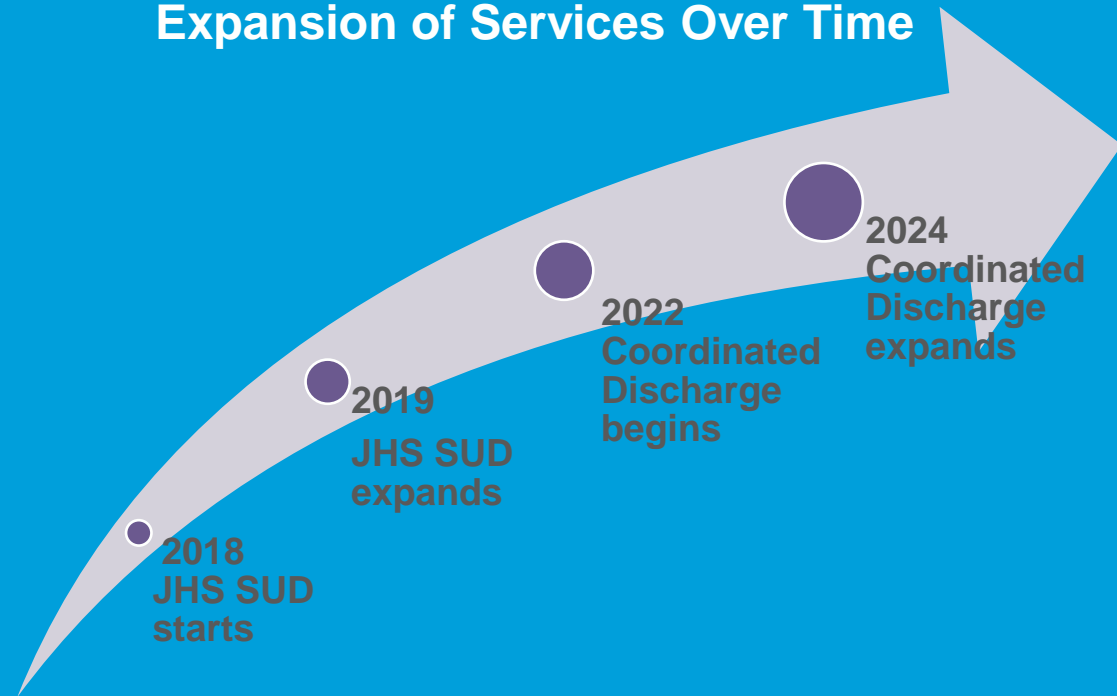 Expansion of Services Over Time
2018
JHS SUD
starts
2019
JHS SUD
expands
2022
Coordinated
Discharge
begins
2024
Coordinated
Discharge
expands